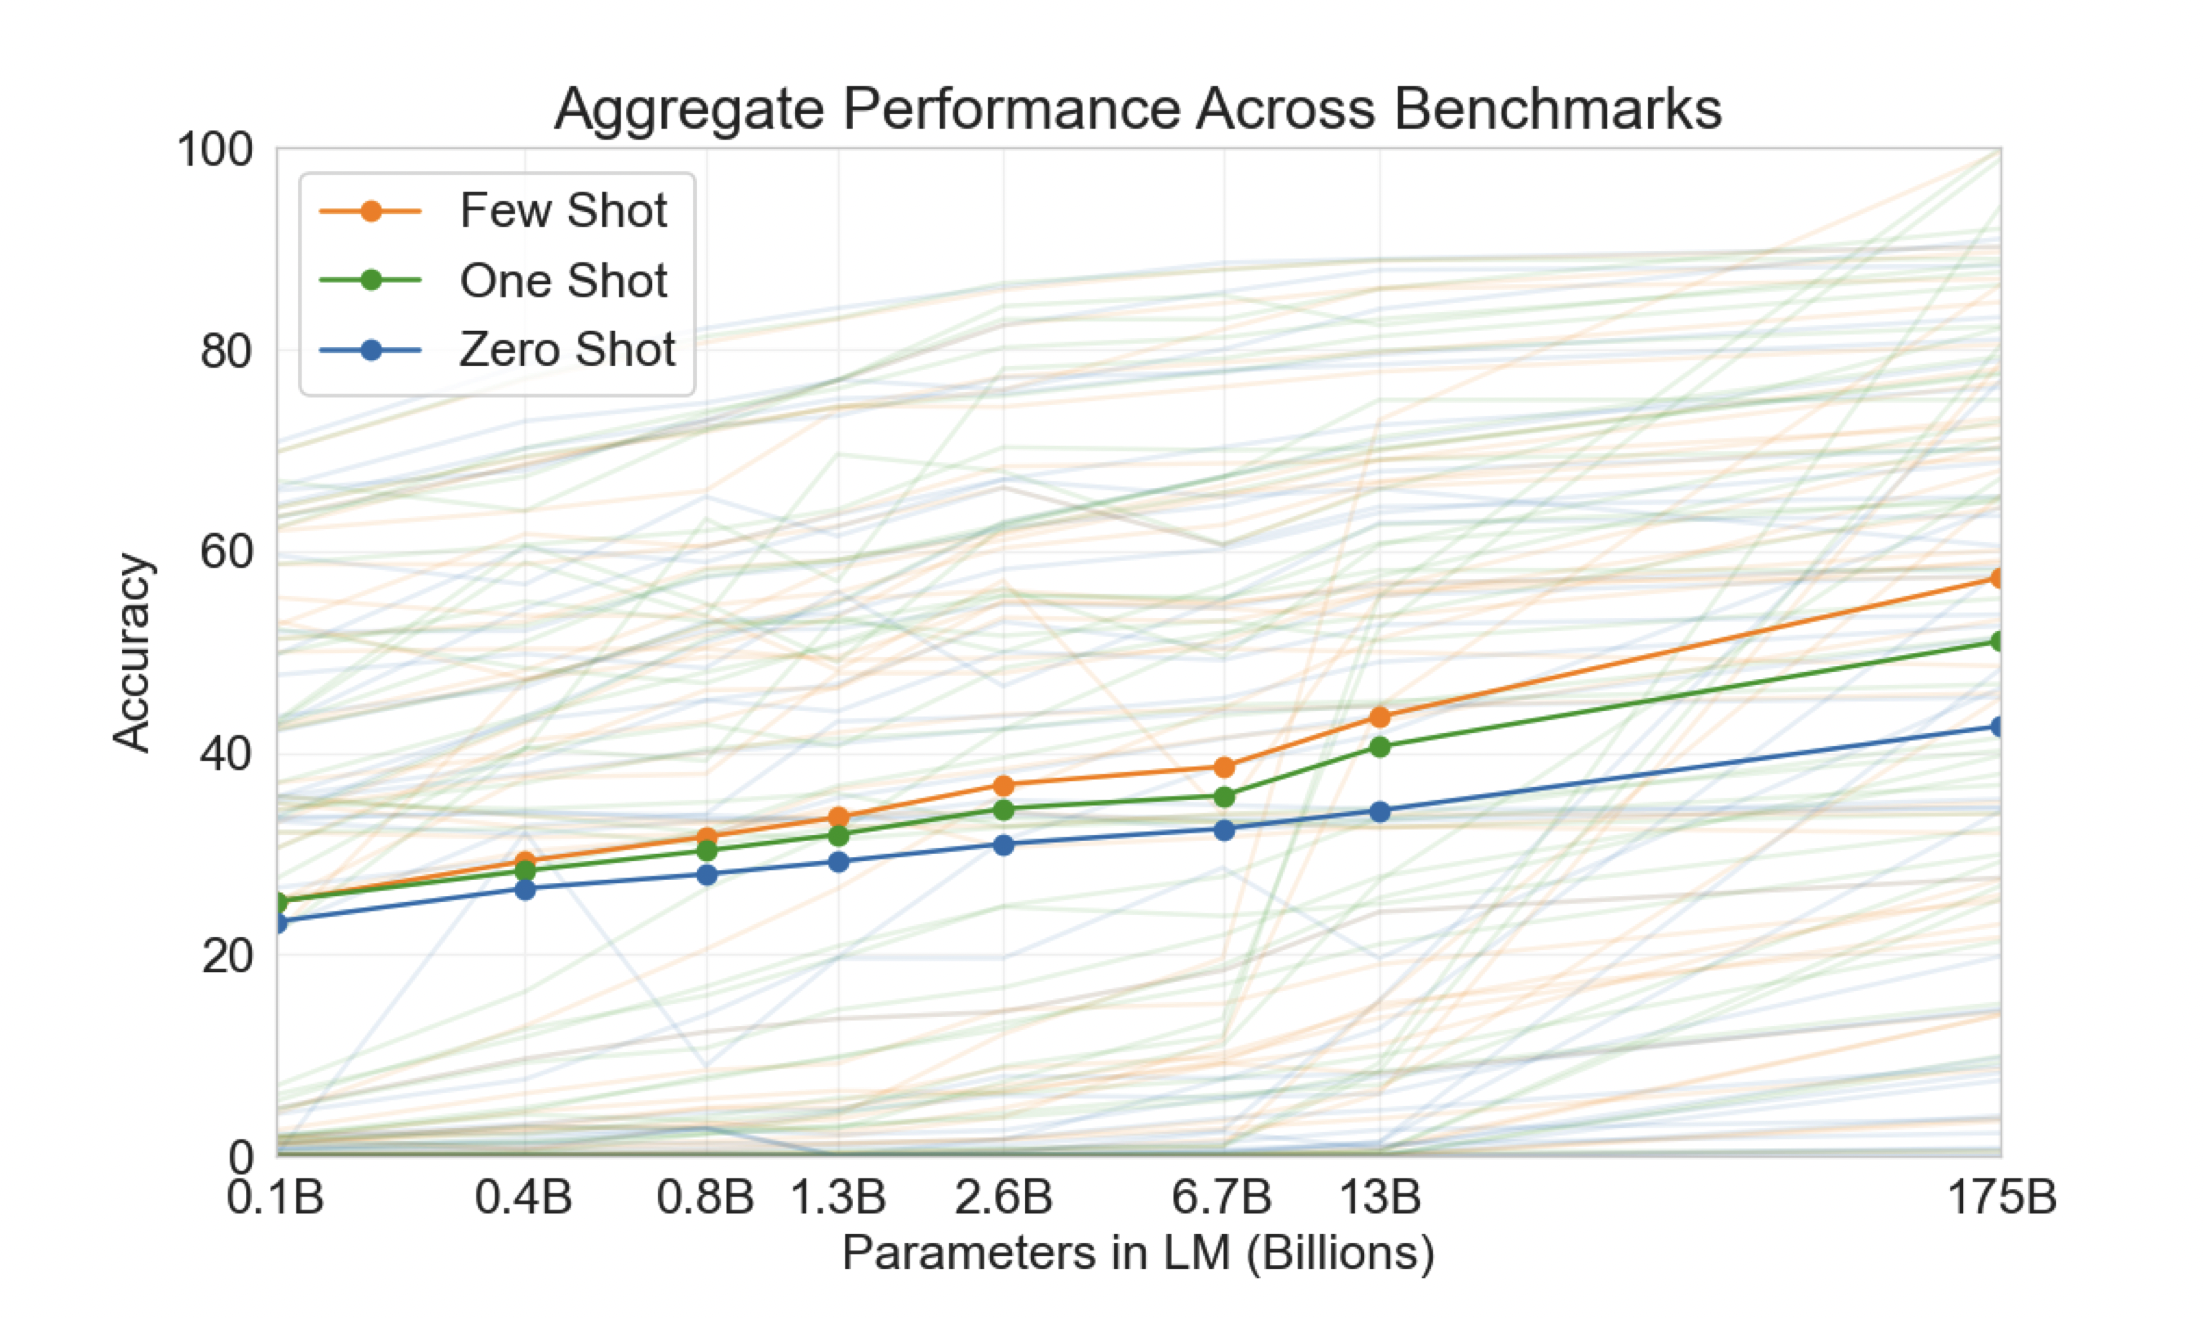 Aggregate Performance Across Benchmarks
100
80
60
40
20
0
Accuracy
Few Shot
One Shot
Zero Shot
0.1B 0.4B 0.8B 1.3B 2.6B 6.7B 13B 175B
Parameters in LM (Billions)